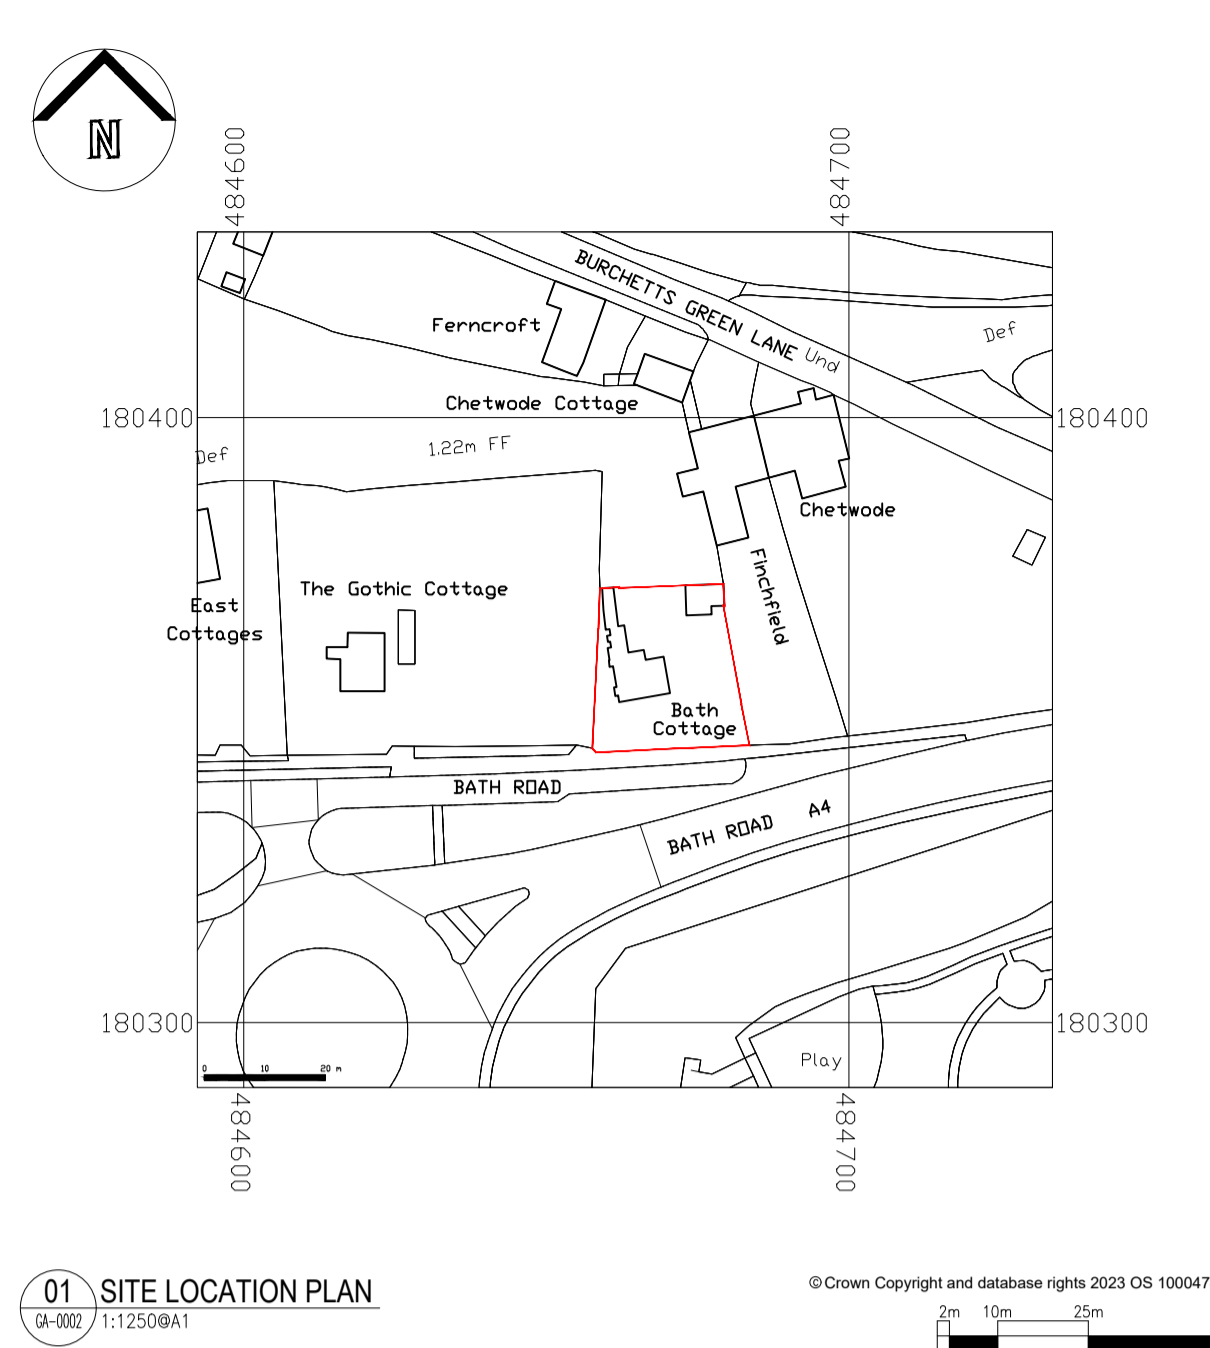 N
484600
484700
BURCHETTS GREEN LANE
Und
Def
Ferncroft
Chetwode Cottage
180400
180400
1.22m FF
Def
Chetwode
Finchfield
The Gothic Cottage
East
Cottages
Bath
Cottage
BATH ROAD
BATH ROAD A4
180300
180300
Play
0 10 20 m
484600
484700
01 SITE LOCATION PLAN
GA-0002 1:1250@A1
© Crown Copyright and database rights 2023 OS 100047
2m 10m 25m